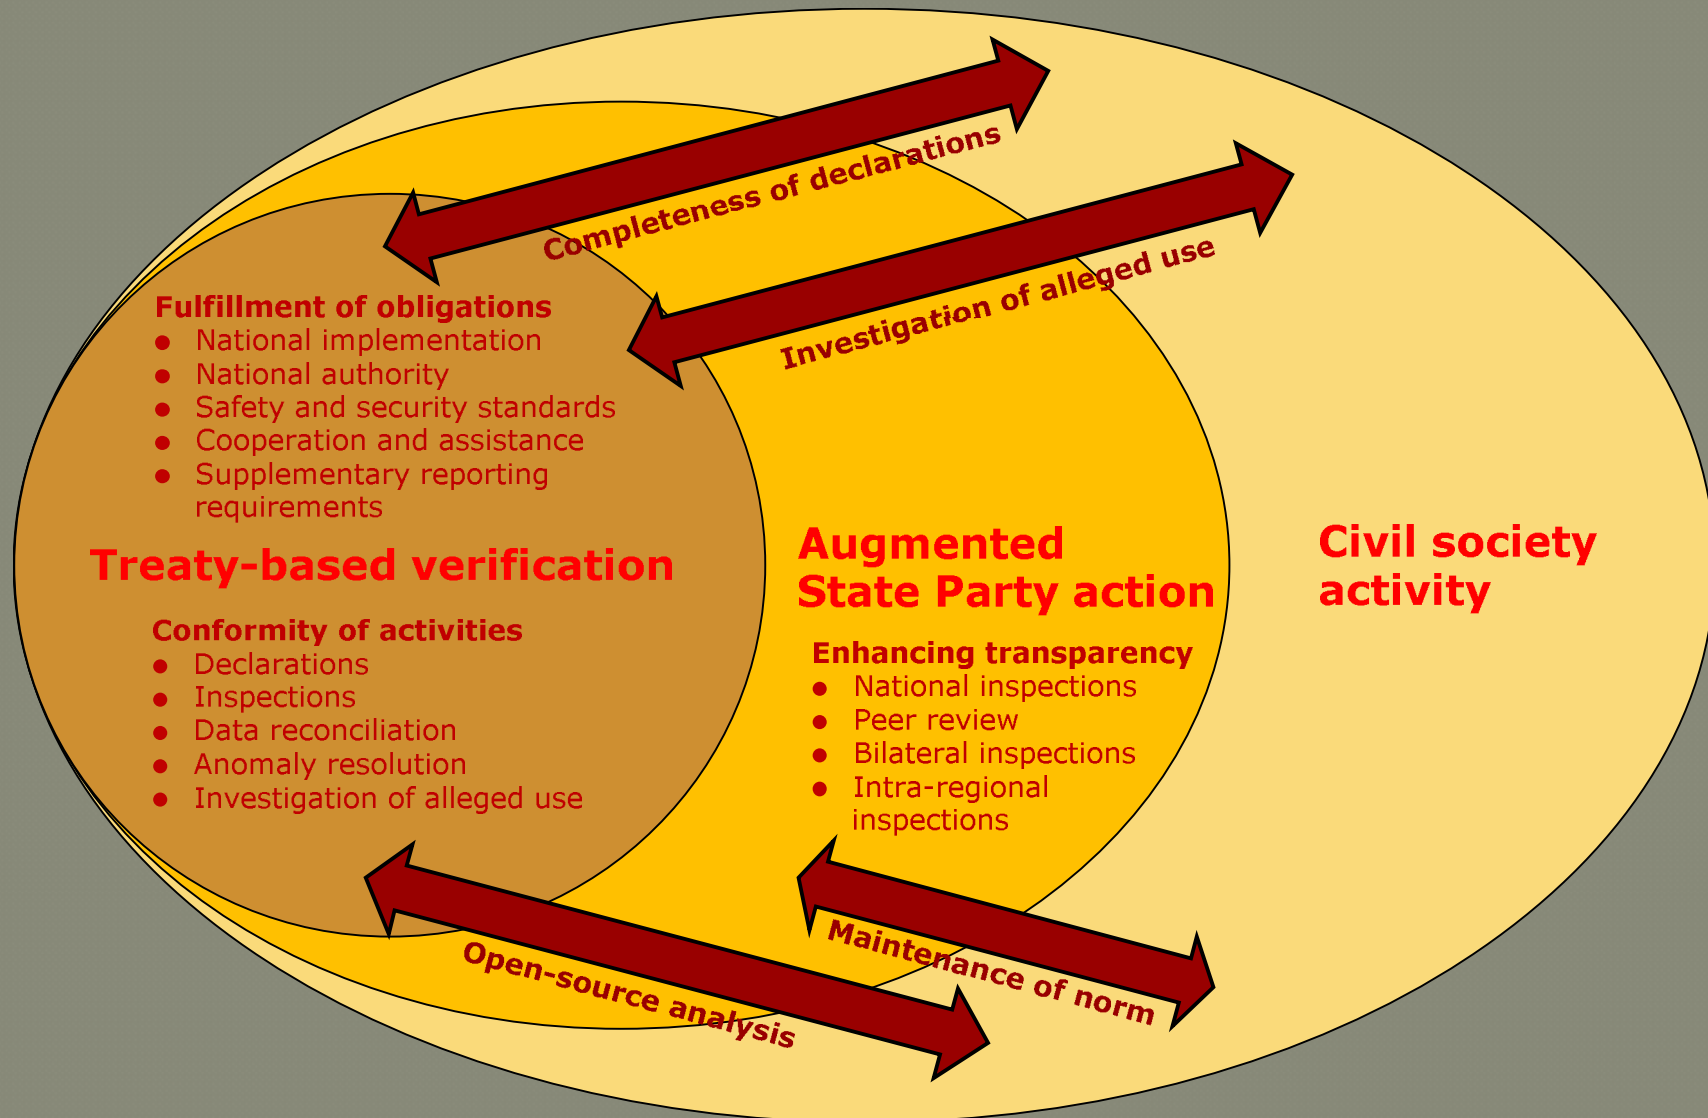 Completeness of declarations
Investigation of alleged use
Fulfillment of obligations
● National implementation
● National authority
● Safety and security standards
● Cooperation and assistance
● Supplementary reporting
requirements
Treaty-based verification
Conformity of activities
● Declarations
● Inspections
● Data reconciliation
● Anomaly resolution
● Investigation of alleged use
Augmented
State Party action
Enhancing transparency
● National inspections
● Peer review
● Bilateral inspections
● Intra-regional
inspections
Civil society
activity
Open-source analysis
Maintenance of norm